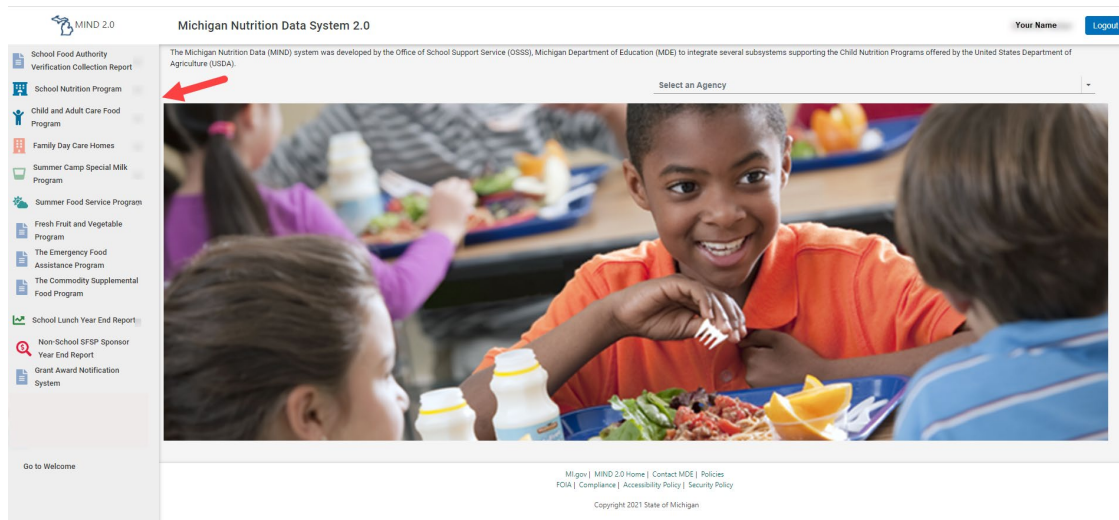 MIND 2.0
Michigan Nutrition Data System 2.0
Your Name
Logout
School Food Authority
Verification Collection Report
School Nutrition Program
Child and Adult Care Food
Program
Family Day Care Homes
Summer Camp Special Milk
Program
Summer Food Service Program
Fresh Fruit and Vegetable
Program
The Emergency Food
Assistance Program
The Commodity Supplemental
Food Program
School Lunch Year End Report
Non-School SFSP Sponsor
Year End Report
Grant Award Notification
System
Go to Welcome
The Michigan Nutrition Data (MIND) system was developed by the Office of School Support Service (OSSS), Michigan Department of Education (MDE) to integrate several subsystems supporting the Child Nutrition Programs offered by the United States Department of
Agriculture (USDA).
Select an Agency
MI.gov | MIND 2.0 Home | Contact MDE | Policies
FOIA | Compliance | Accessibility Policy | Security Policy
Copyright 2021 State of Michigan